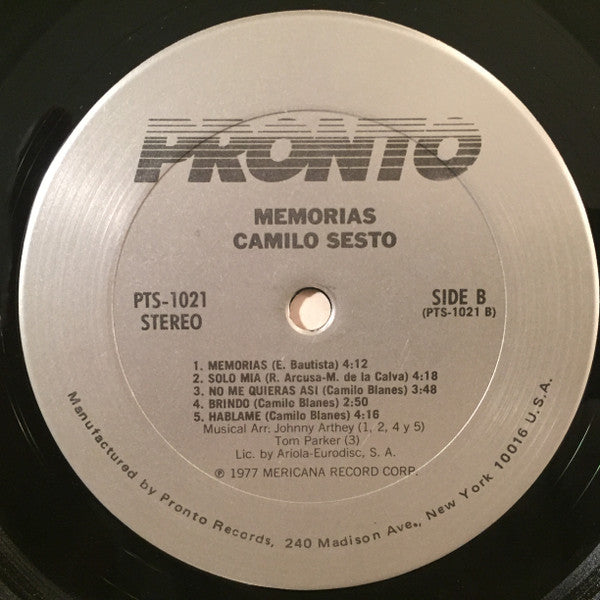 PRONTO
MEMORIAS
CAMILO SESTO
PTS-1021
STEREO
SIDE B
(PTS-1021 B)
1. MEMORIAS (E. Bautista) 4:12
2. SOLO MIA (R. Arcusa-M. de la Calva) 4:18
3. NO ME QUIERAS ASI (Camilo Blanes) 3:48
4. BRINDO (Camilo Blanes) 2:50
5. HABLAME (Camilo Blanes) 4:16
Musical Arr: Johnny Arthey (1, 2, 4 y 5)
Tom Parker (3)
Lic. by Ariola-Eurodisc, S. A.
℗ 1977 MERICANA RECORD CORP.
Manufactured by Pronto Records, 240 Madison Ave., New York 10016 U.S.A.